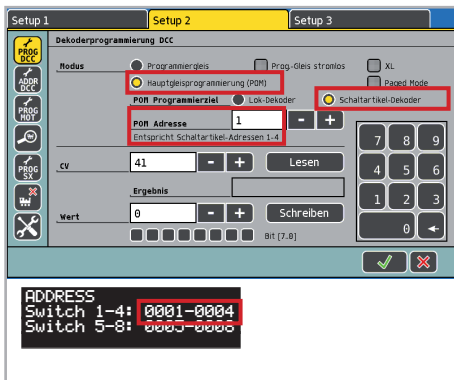 Setup 1 Setup 2 Setup 3
PROG DCC
Dekoderprogrammierung DCC
Modus Programmiergleis Prog.-Gleis stromlos XL
ADDR DCC
Hauptgleisprogrammierung (POM) Paged Mode
POM Programmierziel Lok-Dekoder Schaltartikel-Dekoder
PROG MOT
POM Adresse 1 - +
Entspricht Schaltartikel-Adressen 1-4
7 8 9
CV 41 - + Lesen
4 5 6
PROG SX
Ergebnis
1 2 3
Wert 0 - + Schreiben
0
Bit [7..0]
ADDRESS
Switch 1-4: 0001-0004
Switch 5-8: 0005-0008